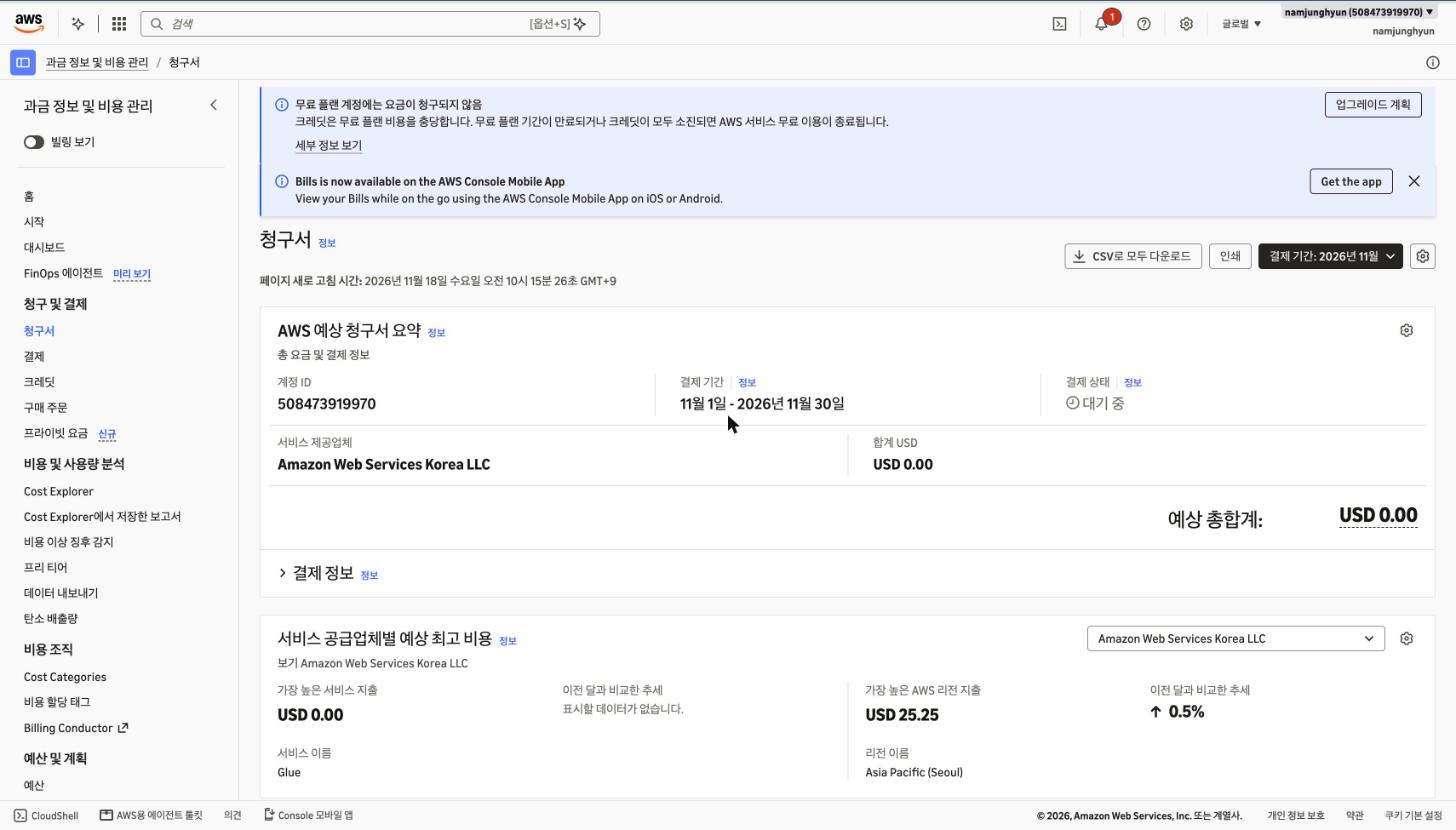 aws
검색
[옵션+S]
1
글로벌 ▼
namjunghyun (508473919970) ▼
namjunghyun
과금 정보 및 비용 관리 / 청구서
과금 정보 및 비용 관리
빌링 보기
홈
시작
대시보드
FinOps 에이전트 미리 보기
청구 및 결제
청구서
결제
크레딧
구매 주문
프라이빗 요금 신규
비용 및 사용량 분석
Cost Explorer
Cost Explorer에서 저장한 보고서
비용 이상 징후 감지
프리 티어
데이터 내보내기
탄소 배출량
비용 조직
Cost Categories
비용 할당 태그
Billing Conductor
예산 및 계획
예산
무료 플랜 계정에는 요금이 청구되지 않음
크레딧은 무료 플랜 비용을 충당합니다. 무료 플랜 기간이 만료되거나 크레딧이 모두 소진되면 AWS 서비스 무료 이용이 종료됩니다.
세부 정보 보기
업그레이드 계획
Bills is now available on the AWS Console Mobile App
View your Bills while on the go using the AWS Console Mobile App on iOS or Android.
Get the app
청구서 정보
CSV로 모두 다운로드
인쇄
결제 기간: 2026년 11월
페이지 새로 고침 시간: 2026년 11월 18일 수요일 오전 10시 15분 26초 GMT+9
AWS 예상 청구서 요약 정보
총 요금 및 결제 정보
계정 ID
508473919970
결제 기간 정보
11월 1일 - 2026년 11월 30일
결제 상태 정보
대기 중
서비스 제공업체
Amazon Web Services Korea LLC
합계 USD
USD 0.00
예상 총합계: USD 0.00
결제 정보 정보
서비스 공급업체별 예상 최고 비용 정보
보기 Amazon Web Services Korea LLC
Amazon Web Services Korea LLC
가장 높은 서비스 지출
USD 0.00
이전 달과 비교한 추세
표시할 데이터가 없습니다.
가장 높은 AWS 리전 지출
USD 25.25
이전 달과 비교한 추세
↑ 0.5%
서비스 이름
Glue
리전 이름
Asia Pacific (Seoul)
CloudShell
AWS용 에이전트 툴킷
의견
Console 모바일 앱
© 2026, Amazon Web Services, Inc. 또는 계열사.
개인 정보 보호
약관
쿠키 기본 설정